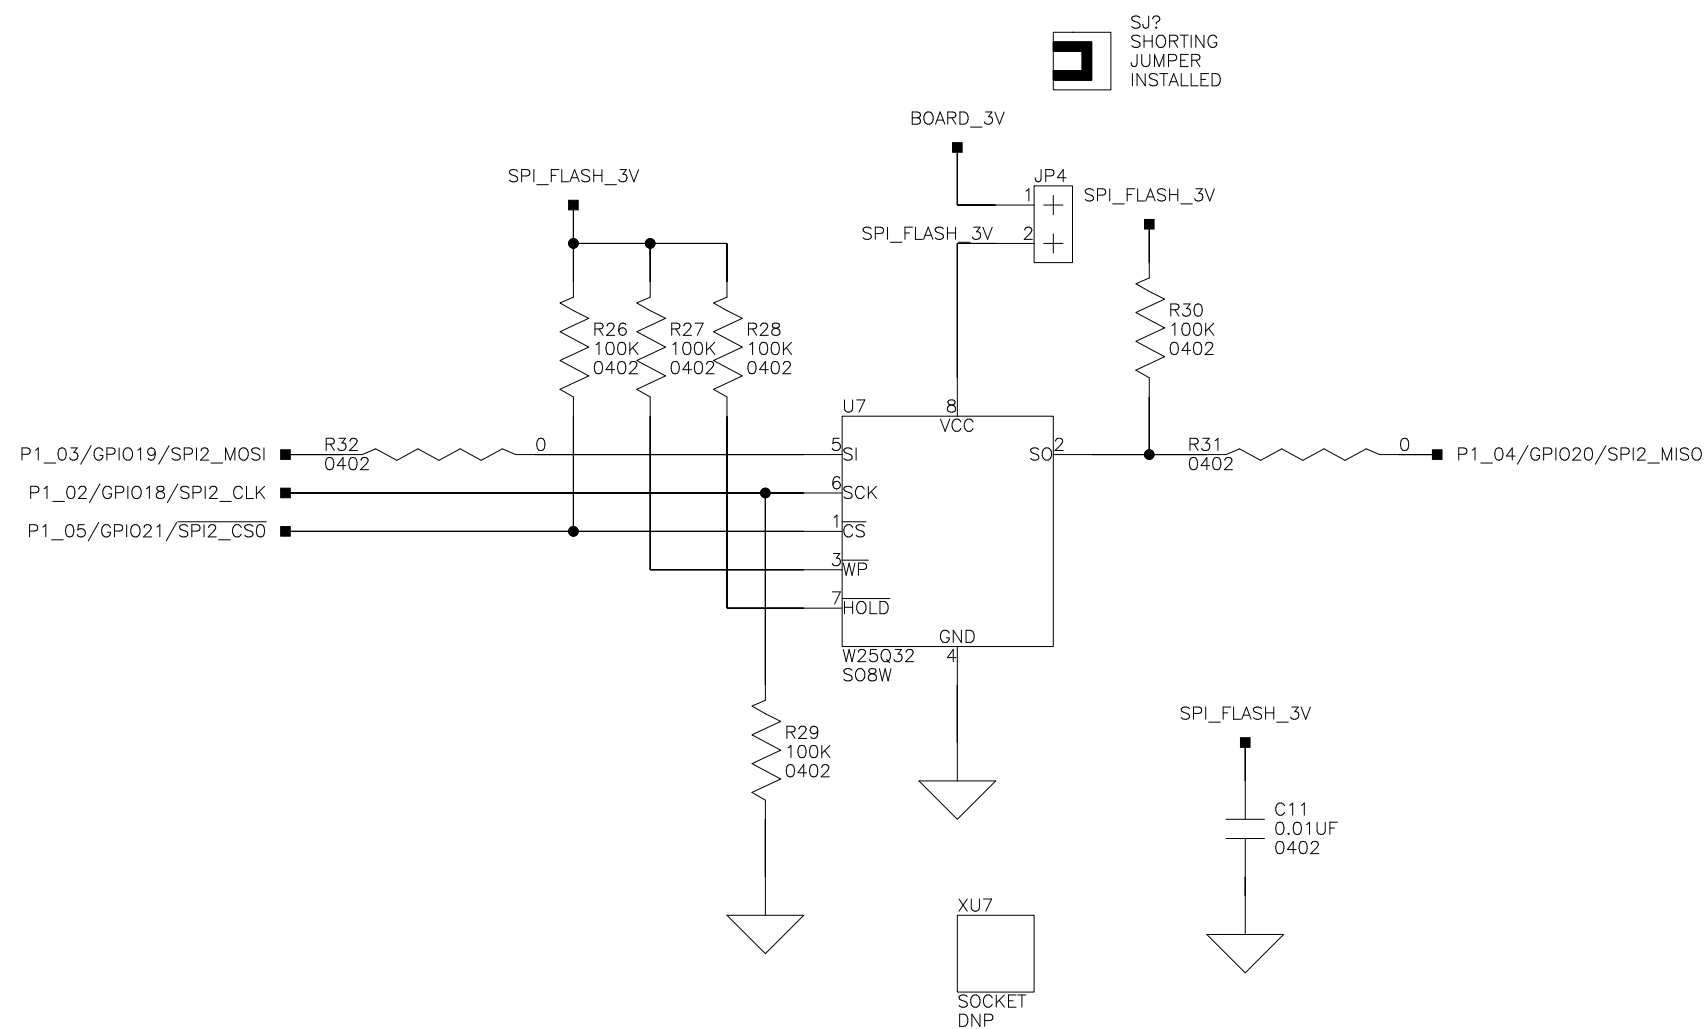 SJ?
SHORTING
JUMPER
INSTALLED
BOARD_3V
JP4
1
2
SPI_FLASH_3V
SPI_FLASH_3V
SPI_FLASH_3V
R26
100K
0402
R27
100K
0402
R28
100K
0402
R30
100K
0402
U7
8
VCC
P1_03/GPIO19/SPI2_MOSI
R32
0402
0
5
SI
SO
2
R31
0402
0
P1_04/GPIO20/SPI2_MISO
P1_02/GPIO18/SPI2_CLK
6
SCK
P1_05/GPIO21/SPI2_CS0
1
CS
3
WP
7
HOLD
GND
4
W25Q32
SO8W
R29
100K
0402
SPI_FLASH_3V
C11
0.01UF
0402
XU7
SOCKET
DNP